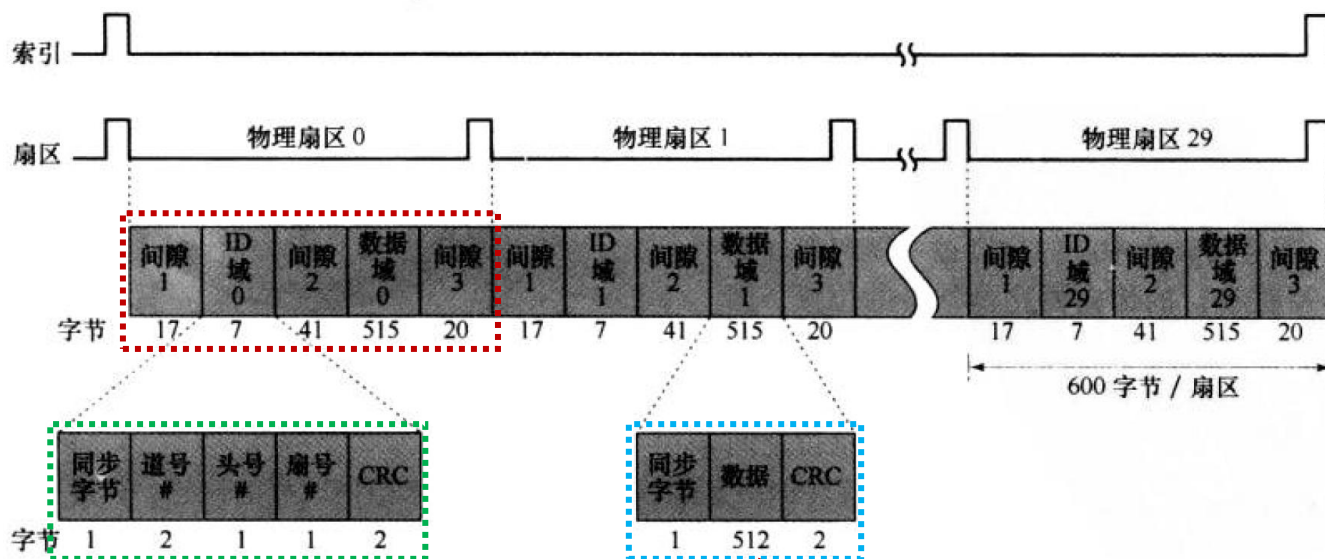 索引
扇区 物理扇区 0 物理扇区 1 物理扇区 29
间隙 1 ID 域 0 间隙 2 数据 域 0 间隙 3 间隙 1 ID 域 1 间隙 2 数据 域 1 间隙 3 间隙 1 ID 域 29 间隙 2 数据 域 29 间隙 3
字节 17 7 41 515 20 17 7 41 515 20 17 7 41 515 20
600 字节 / 扇区
同步 字节 道号 # 头号 # 扇号 # CRC 同步 字节 数据 CRC
字节 1 2 1 1 2 1 512 2